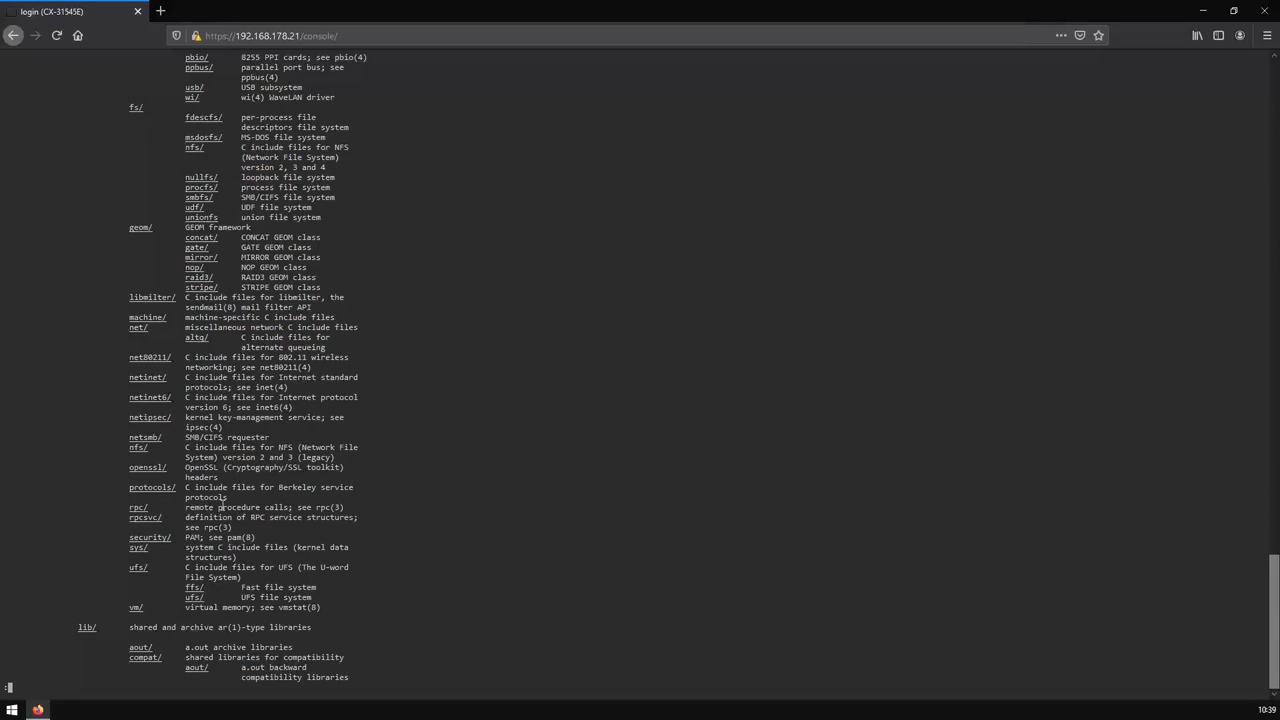 login (CX-31545E)
https://192.168.178.21/console/
pbio/ 8255 PPI cards; see pbio(4)
ppbus/ parallel port bus; see
ppbus(4)
usb/ USB subsystem
wi/ wi(4) WaveLAN driver
fs/
fdescfs/ per-process file
descriptors file system
msdosfs/ MS-DOS file system
nfs/ C include files for NFS
(Network File System)
version 2, 3 and 4
nullfs/ loopback file system
procfs/ process file system
smbfs/ SMB/CIFS file system
udf/ UDF file system
unionfs union file system
geom/ GEOM framework
concat/ CONCAT GEOM class
gate/ GATE GEOM class
mirror/ MIRROR GEOM class
nop/ NOP GEOM class
raid3/ RAID3 GEOM class
stripe/ STRIPE GEOM class
libmilter/ C include files for libmilter, the
sendmail(8) mail filter API
machine/ machine-specific C include files
net/ miscellaneous network C include files
altq/ C include files for
alternate queueing
net80211/ C include files for 802.11 wireless
networking; see net80211(4)
netinet/ C include files for Internet standard
protocols; see inet(4)
netinet6/ C include files for Internet protocol
version 6; see inet6(4)
netipsec/ kernel key-management service; see
ipsec(4)
netsmb/ SMB/CIFS requester
nfs/ C include files for NFS (Network File
System) version 2 and 3 (legacy)
openssl/ OpenSSL (Cryptography/SSL toolkit)
headers
protocols/ C include files for Berkeley service
protocols
rpc/ remote procedure calls; see rpc(3)
rpcsvc/ definition of RPC service structures;
see rpc(3)
security/ PAM; see pam(8)
sys/ system C include files (kernel data
structures)
ufs/ C include files for UFS (The U-word
File System)
ffs/ Fast file system
ufs/ UFS file system
vm/ virtual memory; see vmstat(8)
lib/ shared and archive ar(1)-type libraries
aout/ a.out archive libraries
compat/ shared libraries for compatibility
aout/ a.out backward
compatibility libraries
:
10:39